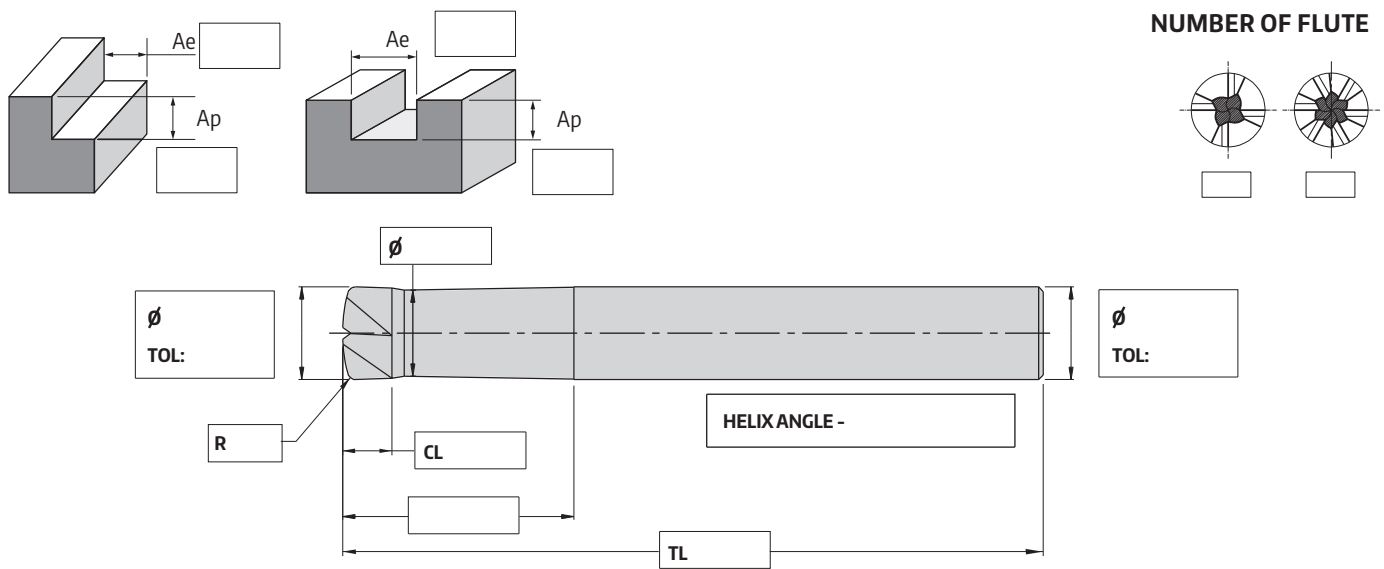 NUMBER OF FLUTE
Ae
Ae
Ap
Ap
Ø
Ø
TOL:
Ø
TOL:
HELIX ANGLE -
R
CL
TL